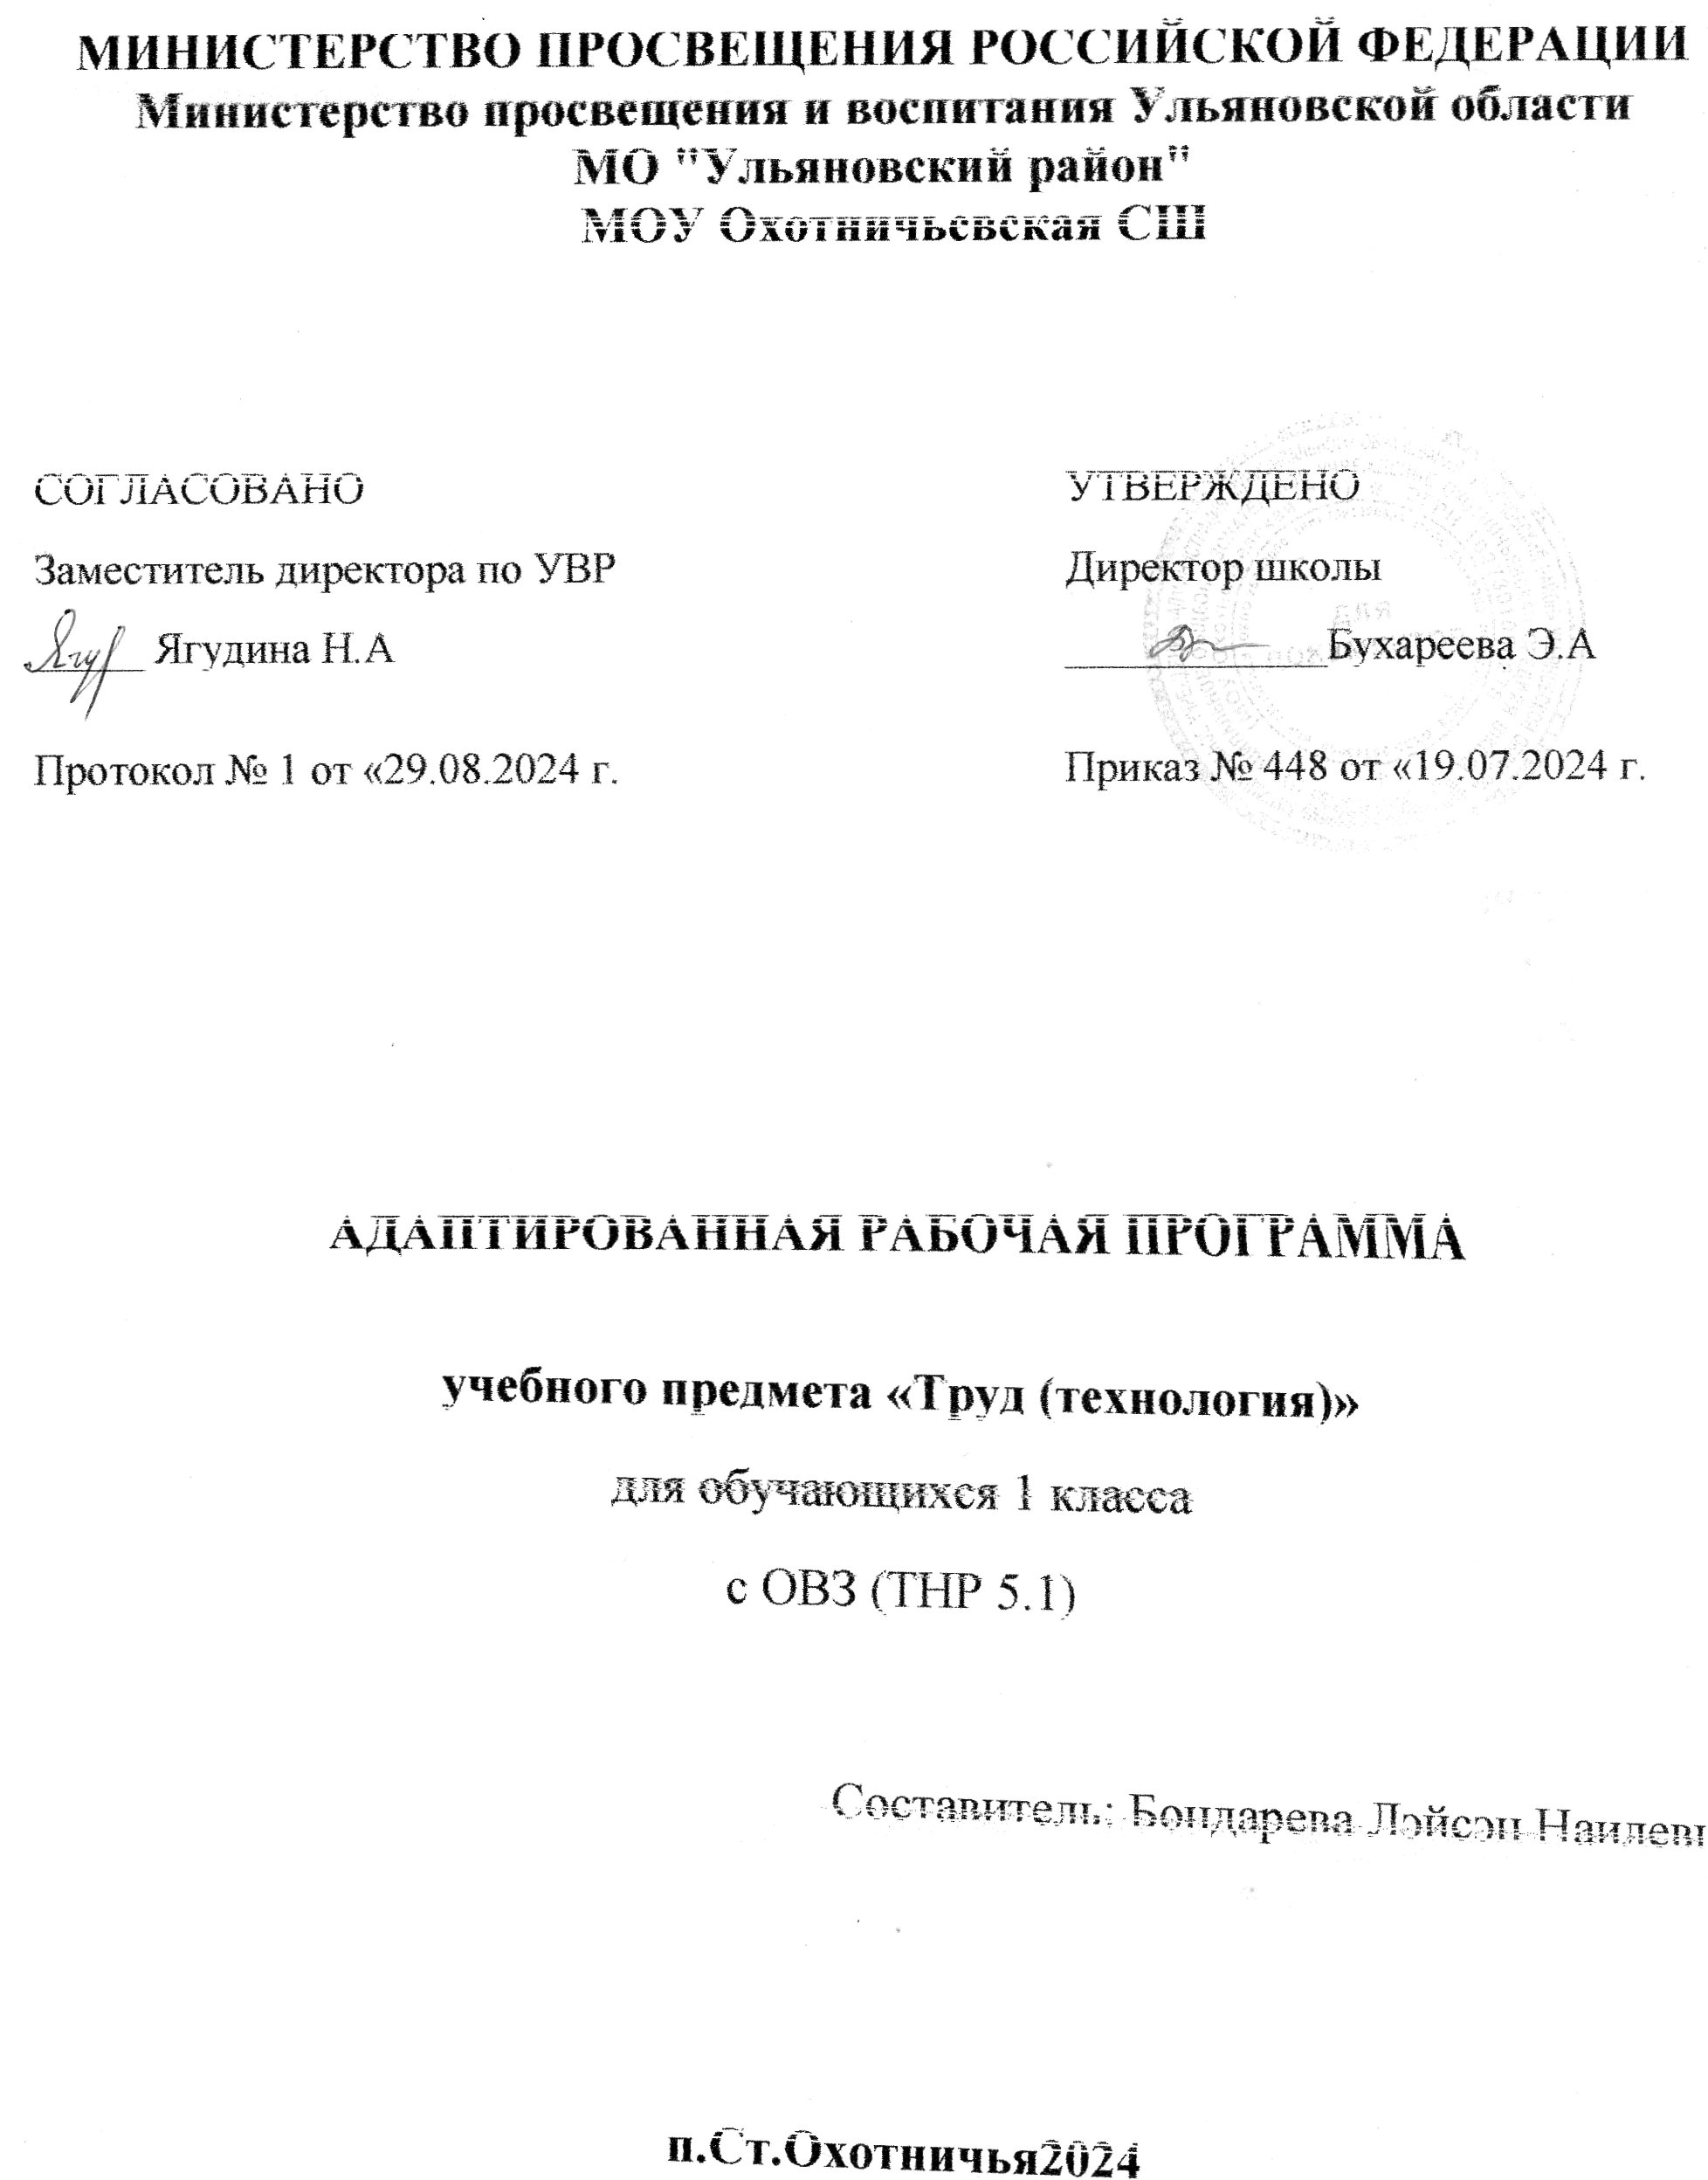 МИНИСТЕРСТВО ПРОСВЕЩЕНИЯ РОССИЙСКОЙ ФЕДЕРАЦИИ
Министерство просвещения и воспитания Ульяновской области
МО "Ульяновский район"
МОУ Охотничьевская СШ
СОГЛАСОВАНО
Заместитель директора по УВР
Ягудина Н.А
Протокол № 1 от «29.08.2024 г.
УТВЕРЖДЕНО
Директор школы
Бухареева Э.А
Приказ № 448 от «19.07.2024 г.
АДАПТИРОВАННАЯ РАБОЧАЯ ПРОГРАММА
учебного предмета «Труд (технология)»
для обучающихся 1 класса
с ОВЗ (ТНР 5.1)
Составитель: Бондарева Лэйсэн
п.Ст.Охотничья2024